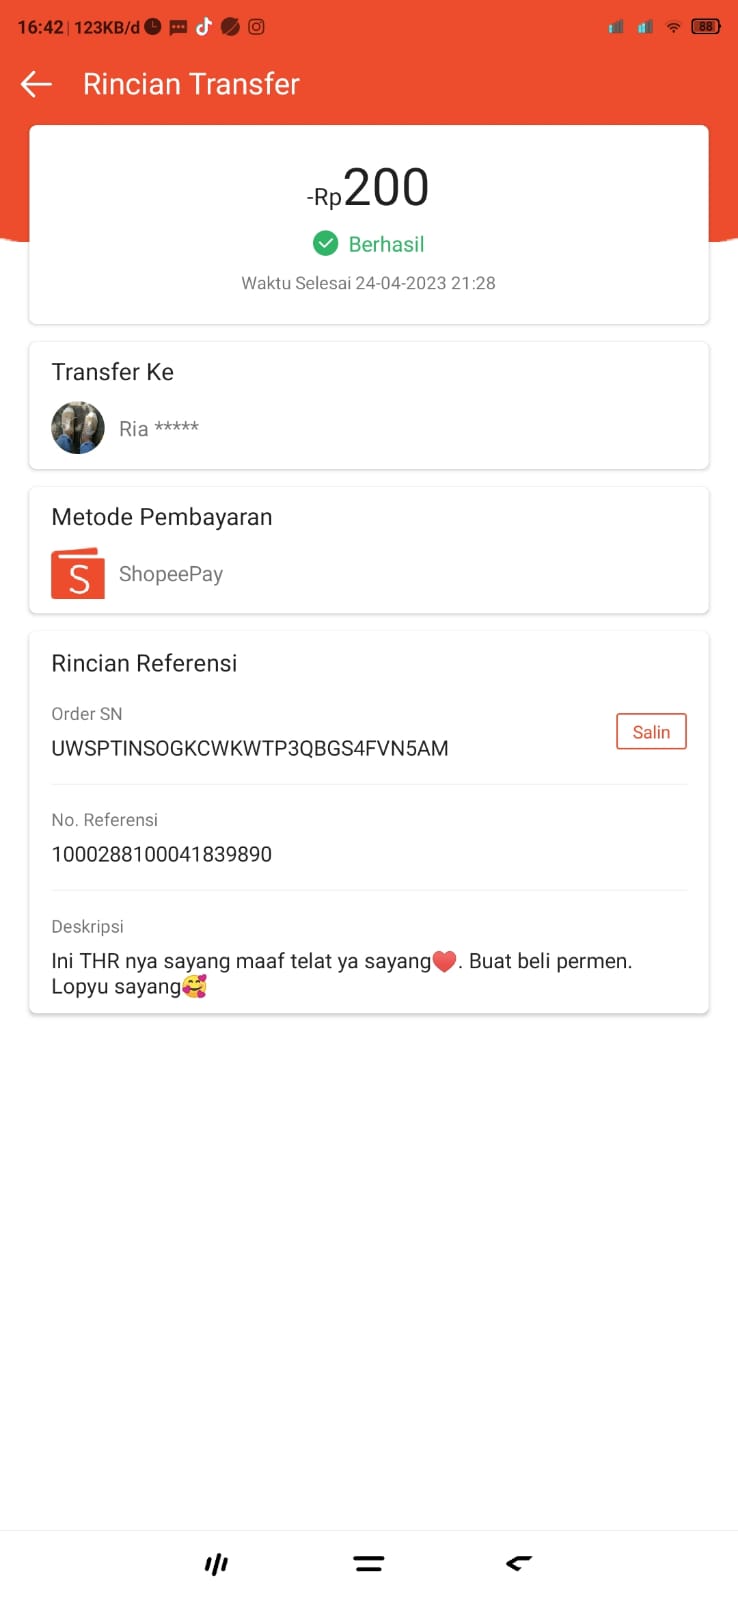 16:42 | 123KB/d
88
Rincian Transfer
-Rp200
Berhasil
Waktu Selesai 24-04-2023 21:28
Transfer Ke
Ria *****
Metode Pembayaran
S ShopeePay
Rincian Referensi
Order SN
UWSPTINSOGKCWKWTP3QBGS4FVN5AM
Salin
No. Referensi
1000288100041839890
Deskripsi
Ini THR nya sayang maaf telat ya sayang❤️. Buat beli permen.
Lopyu sayang🥰